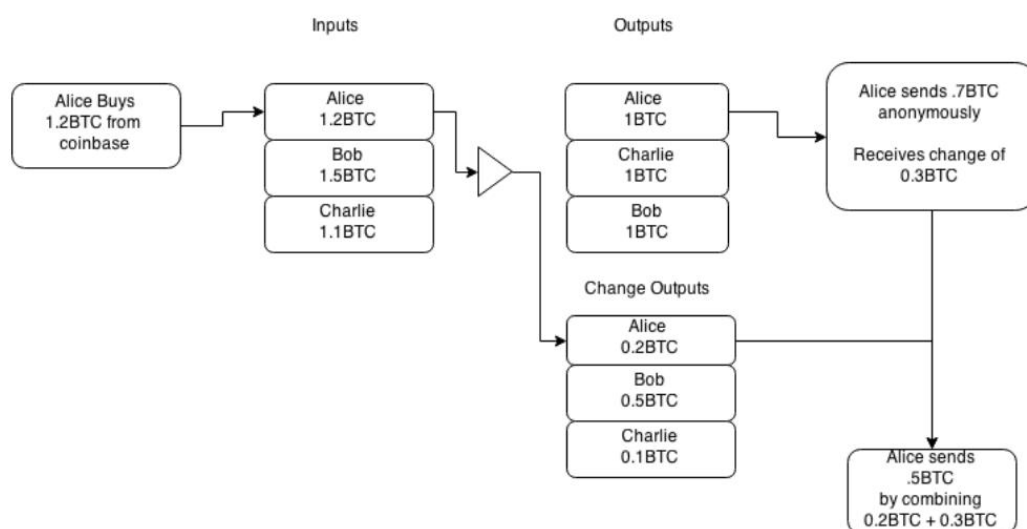 Inputs
Outputs
Alice Buys
1.2BTC from
coinbase
Alice
1.2BTC
Bob
1.5BTC
Charlie
1.1BTC
Alice
1BTC
Charlie
1BTC
Bob
1BTC
Alice sends .7BTC
anonymously
Receives change of
0.3BTC
Change Outputs
Alice
0.2BTC
Bob
0.5BTC
Charlie
0.1BTC
Alice sends
.5BTC
by combining
0.2BTC + 0.3BTC